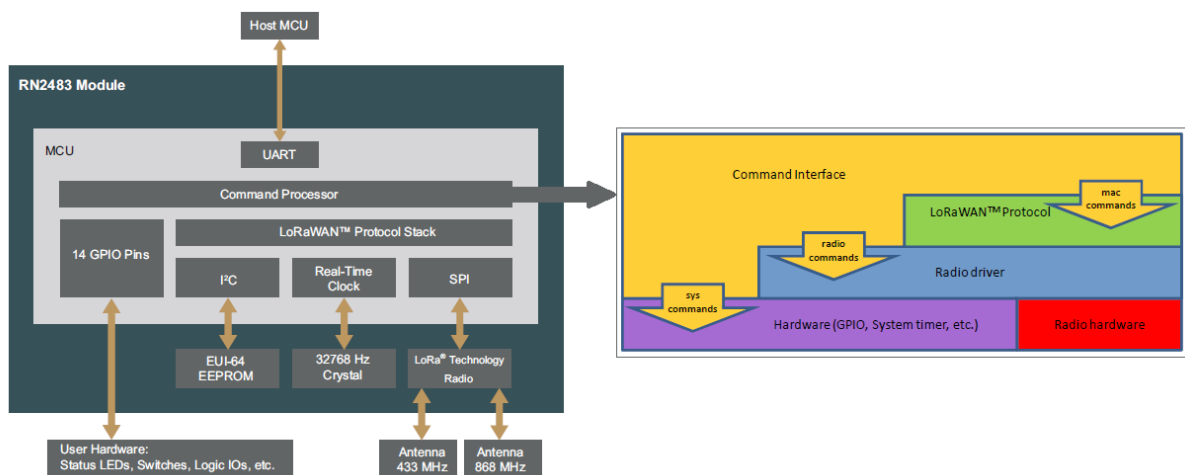 Host MCU
RN2483 Module
MCU
UART
Command Processor
LoRaWAN™ Protocol Stack
14 GPIO Pins
I²C
Real-Time
Clock
SPI
EUI-64
EEPROM
32768 Hz
Crystal
LoRa® Technology
Radio
User Hardware:
Status LEDs, Switches, Logic IOs, etc.
Antenna
433 MHz
Antenna
868 MHz
Command Interface
mac
commands
LoRaWAN™ Protocol
radio
commands
Radio driver
sys
commands
Hardware (GPIO, System timer, etc.)
Radio hardware